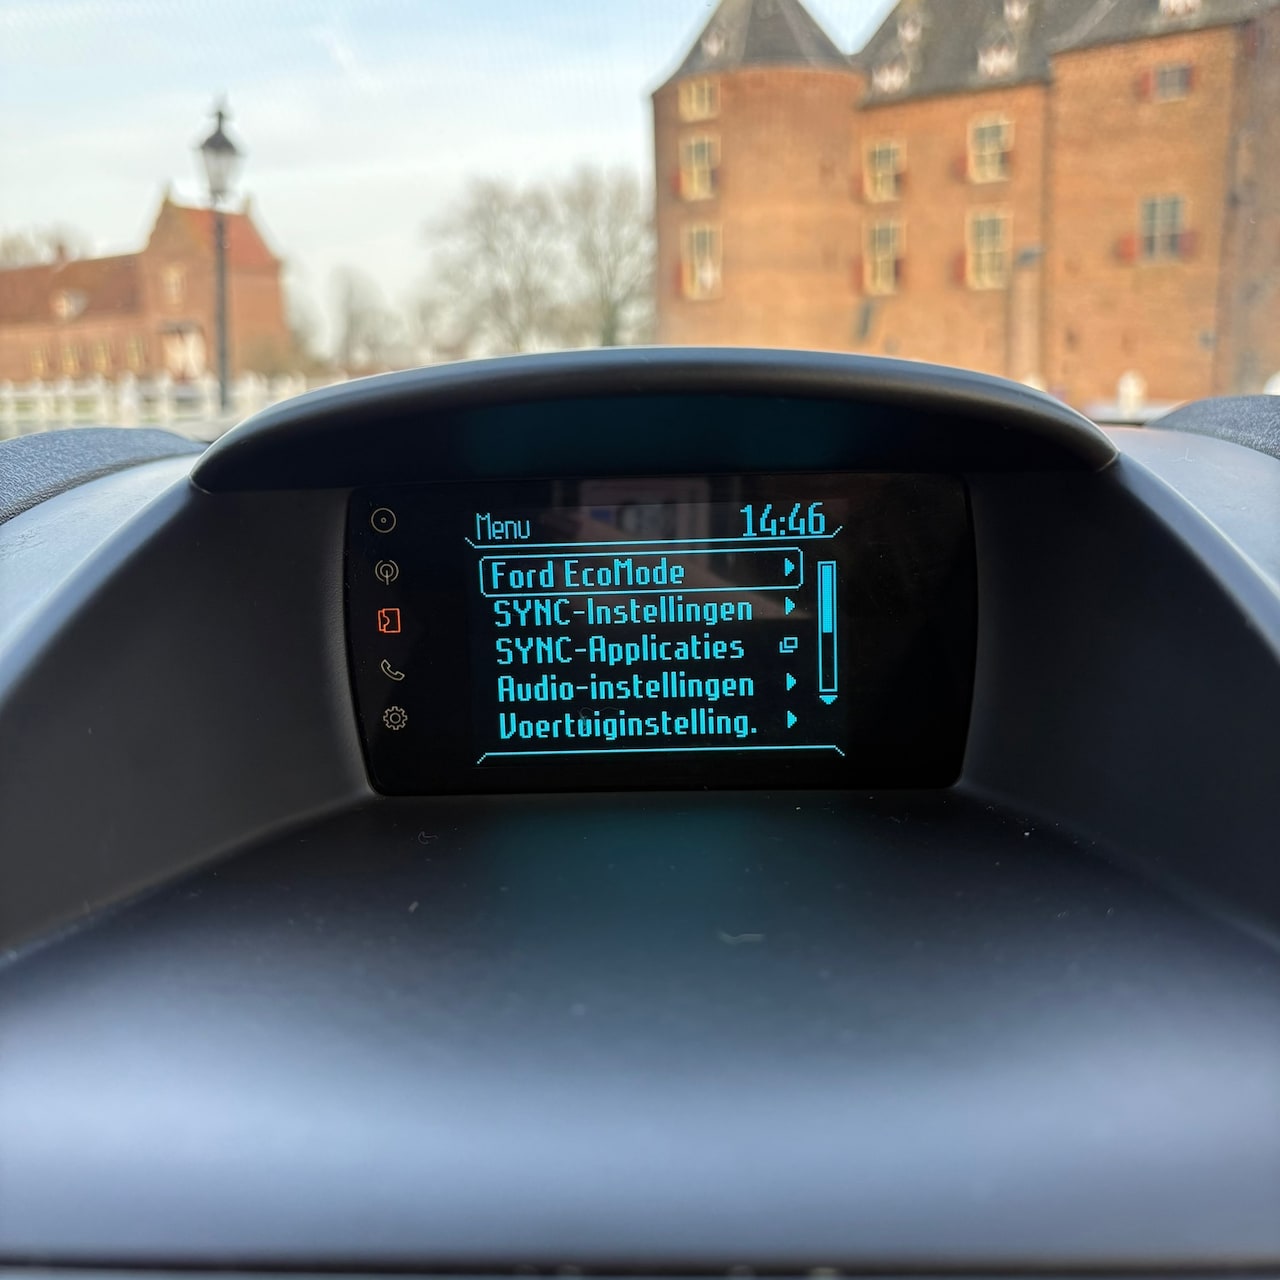 Menu 14:46
Ford EcoMode
SYNC-Instellingen
SYNC-Applicaties
Audio-instellingen
Voertuiginstelling.